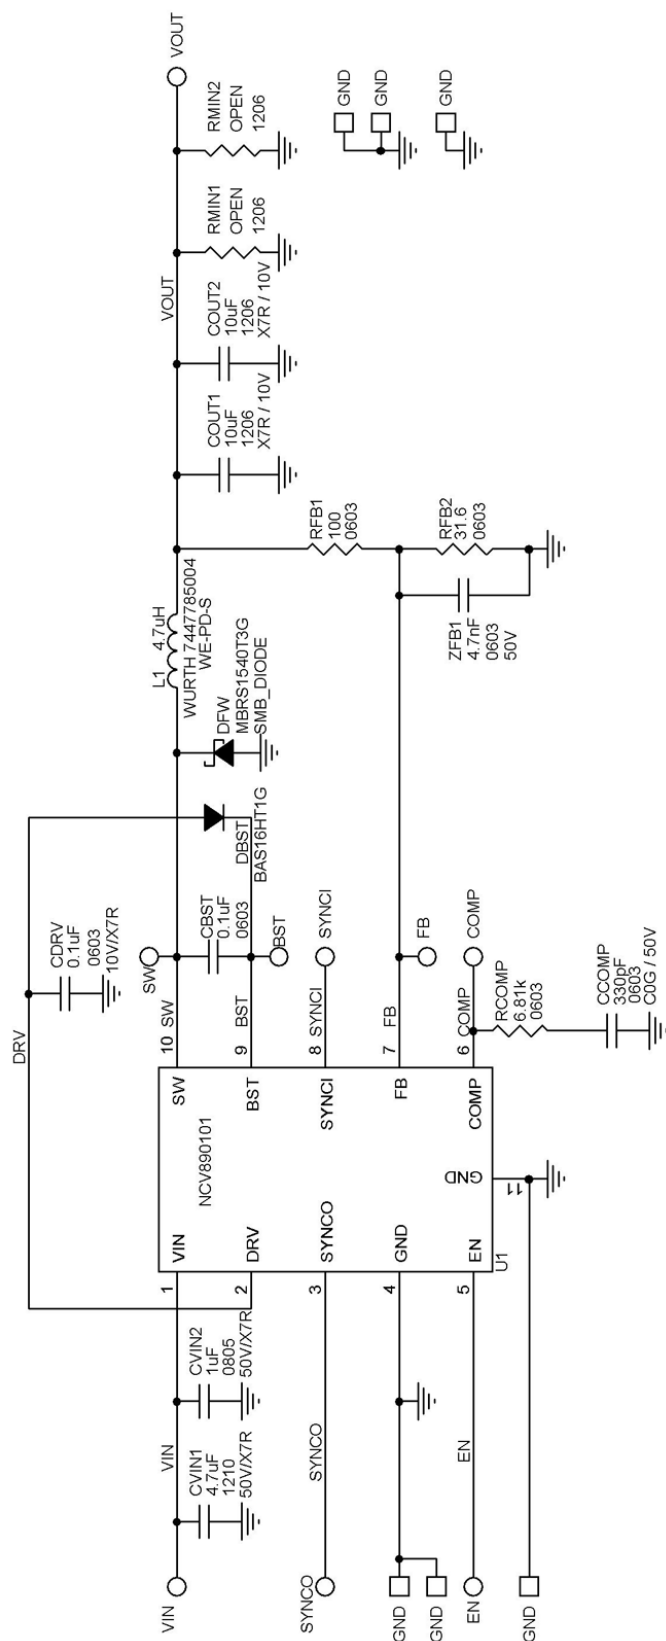 VIN
VIN
CVIN1
4.7uF
1210
50V/X7R
CVIN2
1uF
0805
50V/X7R
DRV
CDRV
0.1uF
0603
10V/X7R
NCV890101
U1
1
VIN
2
DRV
3
SYNCO
4
GND
5
EN
10
SW
9
BST
8
SYNCI
7
FB
6
COMP
11
GND
SYNCO
SYNCO
GND
GND
EN
EN
GND
SW
SW
CBST
0.1uF
0603
BST
BST
SYNCI
SYNCI
FB
FB
COMP
COMP
RCOMP
6.81k
0603
CCOMP
330pF
0603
C0G / 50V
DBST
BAS16HT1G
DFW
MBRS1540T3G
SMB_DIODE
L1
4.7uH
WURTH 7447785004
WE-PD-S
RFB1
100
0603
RFB2
31.6
0603
ZFB1
4.7nF
0603
50V
COUT1
10uF
1206
X7R / 10V
COUT2
10uF
1206
X7R / 10V
VOUT
RMIN1
OPEN
1206
RMIN2
OPEN
1206
VOUT
GND
GND
GND